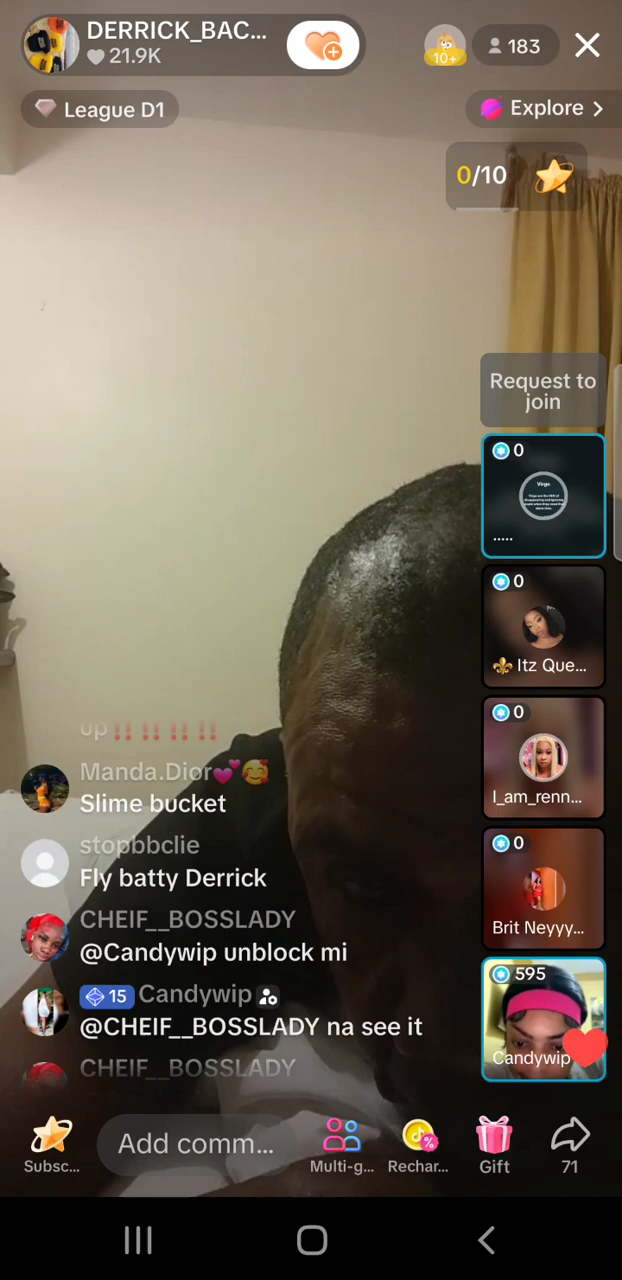 DERRICK_BAC...
21.9K
10+
183
League D1
Explore
0/10
Request to
join
0
Virgo
.....
0
⚜️ Itz Que...
0
I_am_renn...
0
Brit Neyyy...
595
Candywip
up‼️‼️‼️‼️
Manda.Dior💕🥰
Slime bucket
stopbbclie
Fly batty Derrick
CHEIF__BOSSLADY
@Candywip unblock mi
15 Candywip
@CHEIF__BOSSLADY na see it
CHEIF__BOSSLADY
Subsc...
Add comm...
Multi-g...
Rechar...
Gift
71